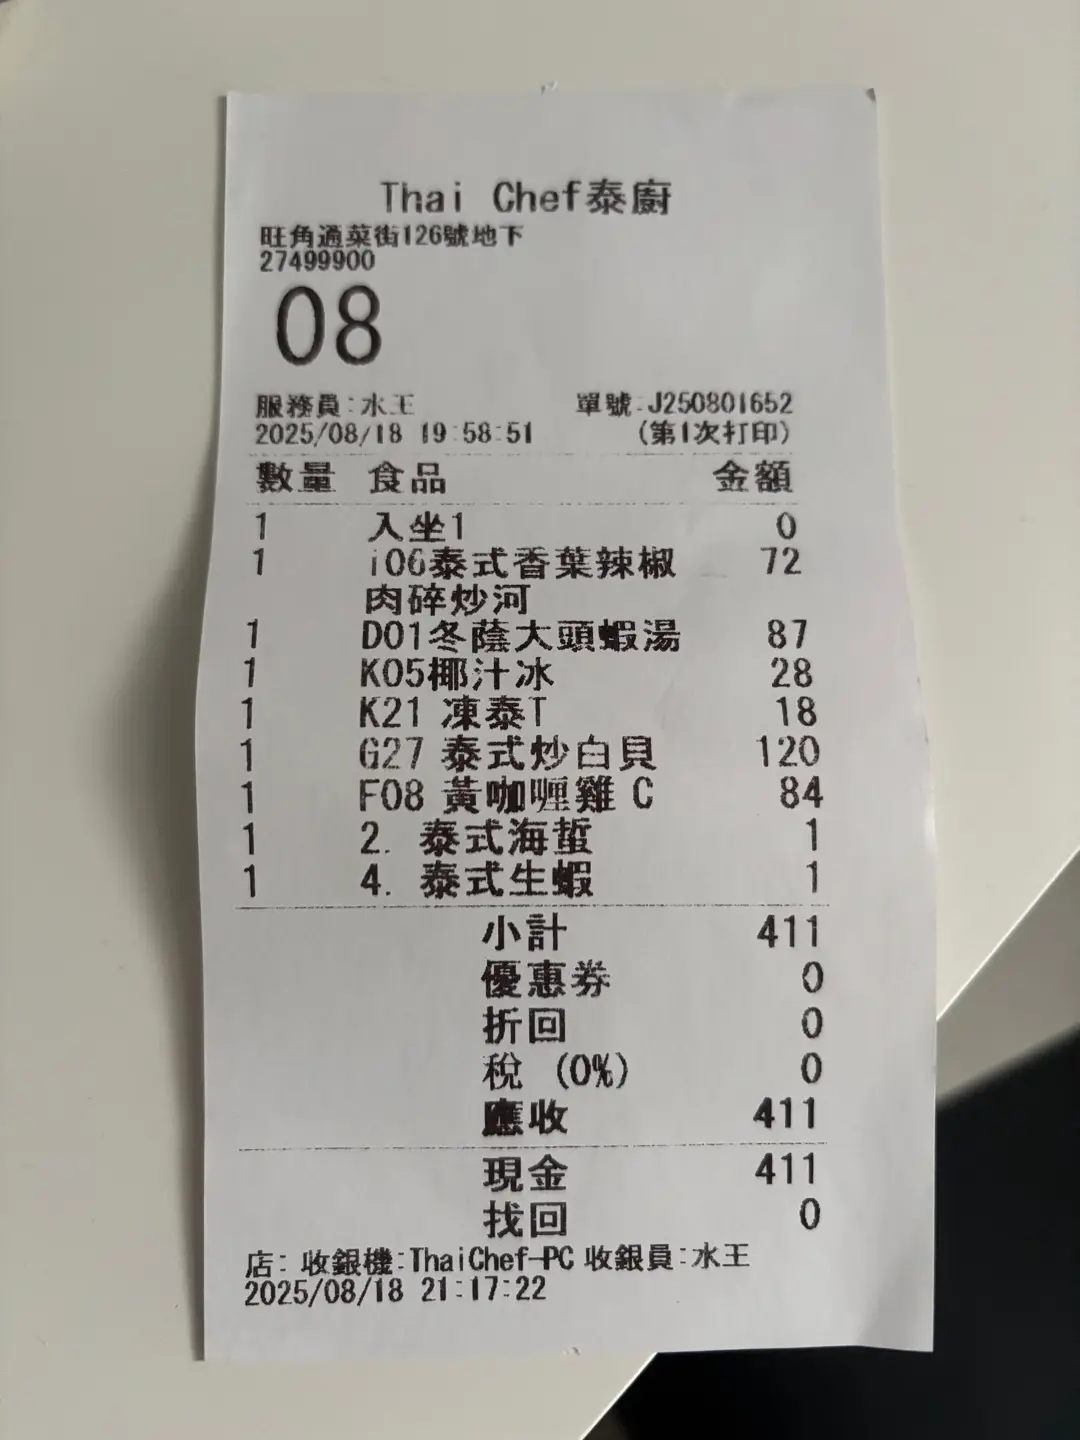 Thai Chef泰廚
旺角通菜街126號地下
27499900
08
服務員:水王 單號:J250801652
2025/08/18 19:58:51 (第1次打印)
數量 食品 金額
1 入坐1 0
1 i06泰式香葉辣椒 72
肉碎炒河
1 D01冬蔭大頭蝦湯 87
1 K05椰汁冰 28
1 K21 凍泰T 18
1 G27 泰式炒白貝 120
1 F08 黃咖喱雞 C 84
1 2. 泰式海蜇 1
1 4. 泰式生蝦 1
小計 411
優惠券 0
折回 0
稅 (0%) 0
應收 411
現金 411
找回 0
店: 收銀機:ThaiChef-PC 收銀員:水王
2025/08/18 21:17:22